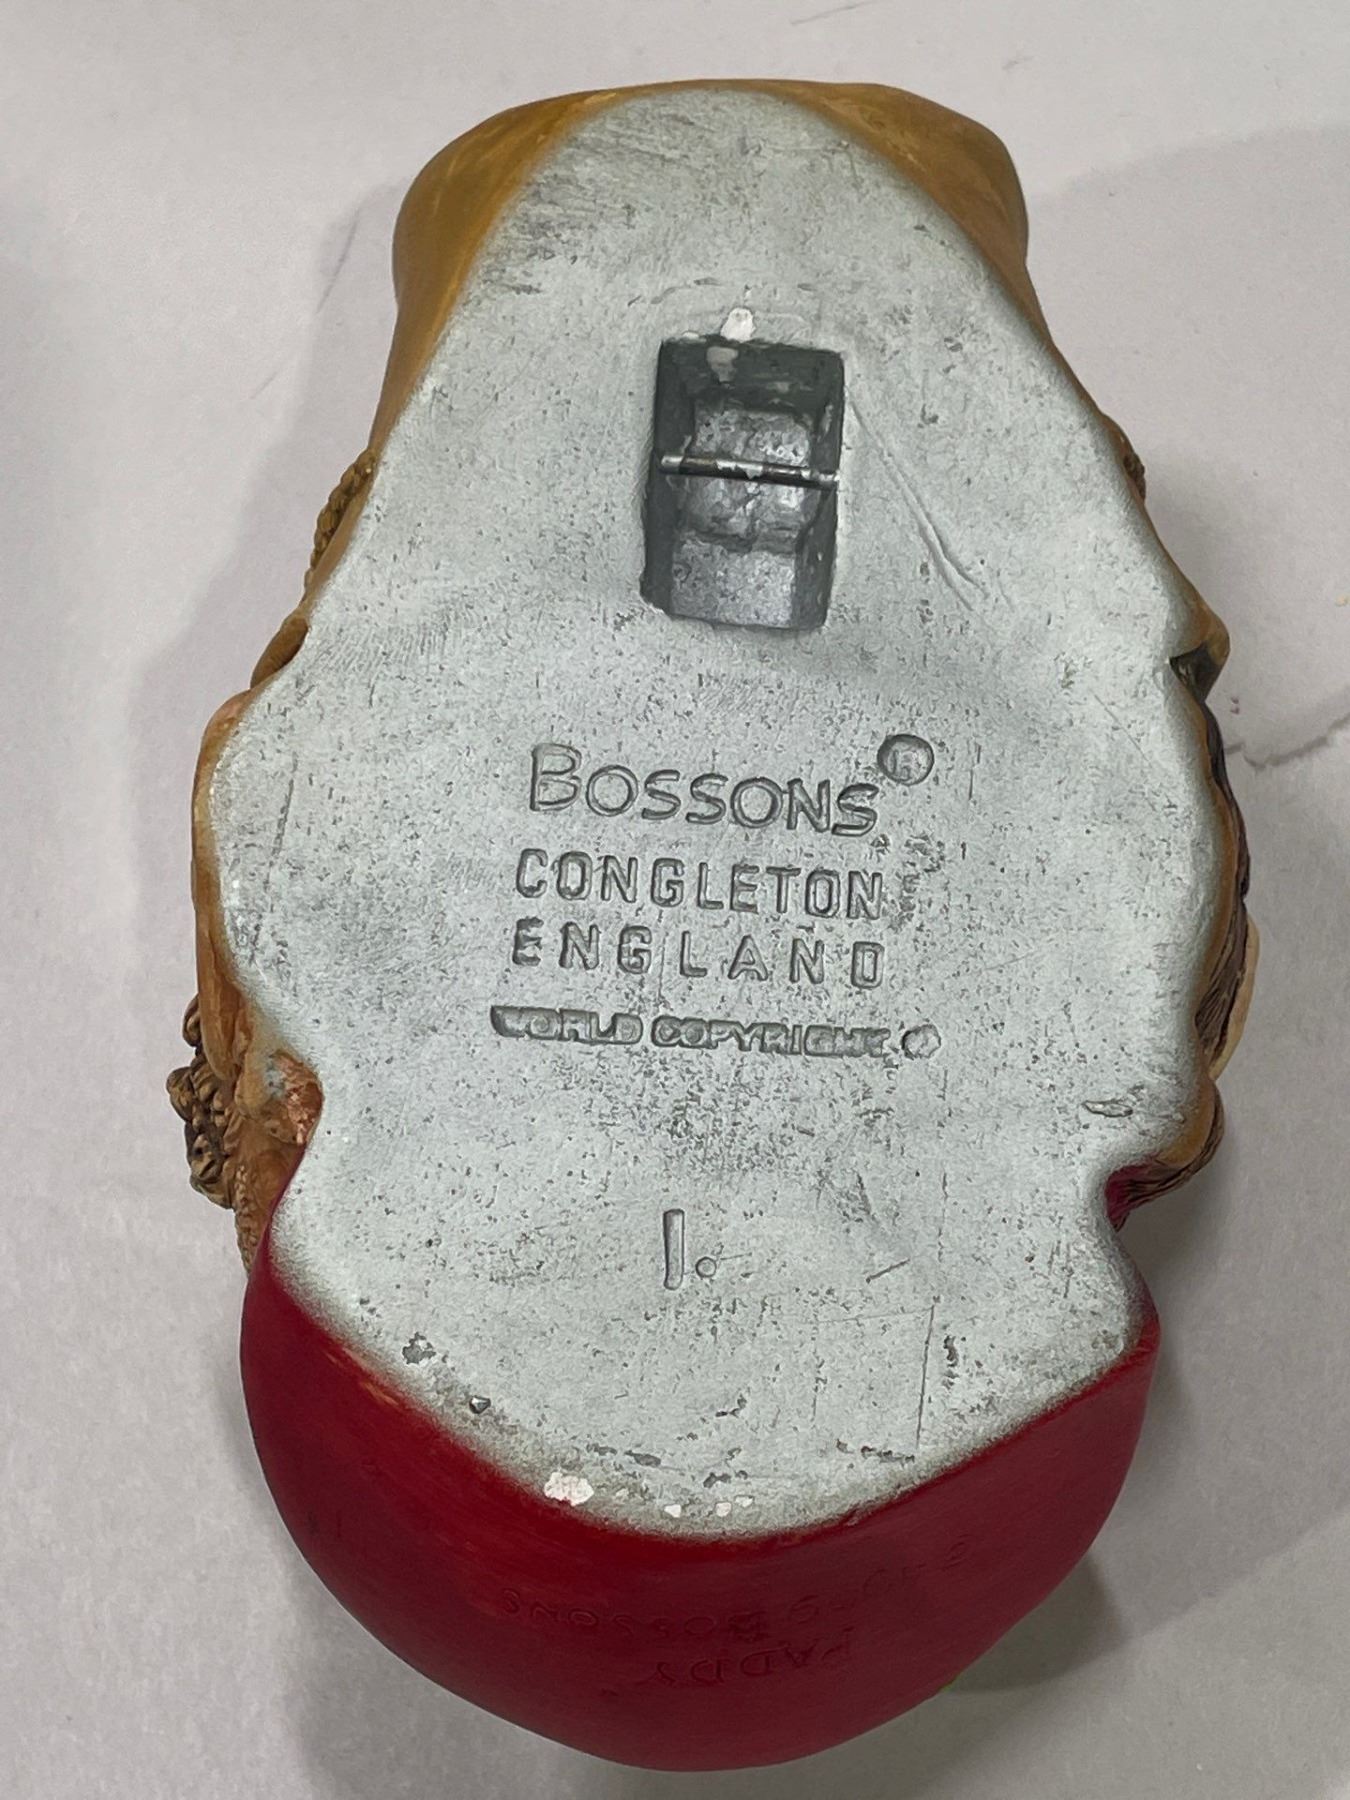 BOSSONS®
CONGLETON
ENGLAND
WORLD COPYRIGHT ©
1.
BOSSONS
PADDY